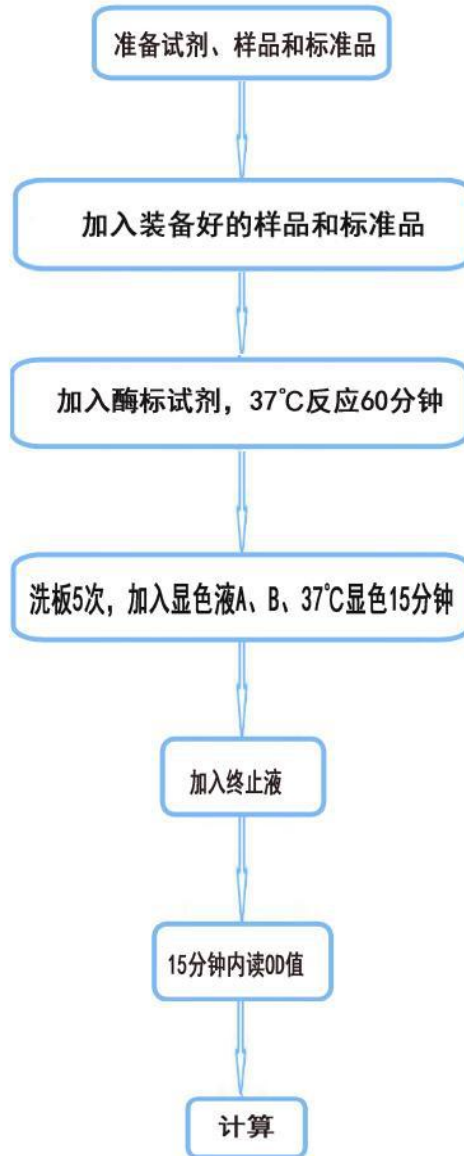 准备试剂、样品和标准品
加入装备好的样品和标准品
加入酶标试剂，37℃反应60分钟
洗板5次，加入显色液A、B、37℃显色15分钟
加入终止液
15分钟内读OD值
计算